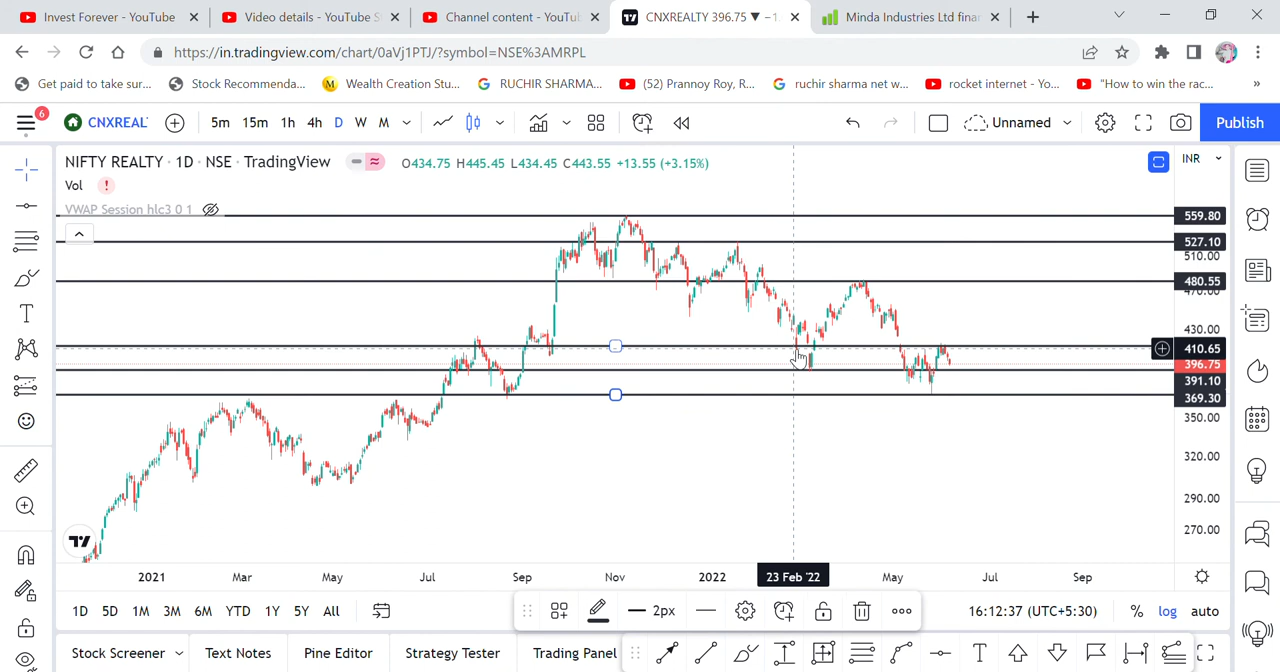 Invest Forever - YouTube
Video details - YouTube S
Channel content - YouTu
CNXREALTY 396.75 ▼ −1.
Minda Industries Ltd finan
https://in.tradingview.com/chart/0aVj1PTJ/?symbol=NSE%3AMRPL
Get paid to take sur...
Stock Recommenda...
Wealth Creation Stu...
RUCHIR SHARMA...
(52) Prannoy Roy, R...
ruchir sharma net w...
rocket internet - Yo...
"How to win the rac...
»
6
CNXREAL
5m 15m 1h 4h D W M
Unnamed
Publish
NIFTY REALTY · 1D · NSE · TradingView
O434.75 H445.45 L434.45 C443.55 +13.55 (+3.15%)
INR
Vol
VWAP Session hlc3 0 1
559.80
527.10
510.00
480.55
470.00
430.00
410.65
396.75
391.10
369.30
350.00
320.00
290.00
270.00
2021 Mar May Jul Sep Nov 2022 23 Feb '22 May Jul Sep
1D 5D 1M 3M 6M YTD 1Y 5Y All
2px
16:12:37 (UTC+5:30)
% log auto
Stock Screener
Text Notes
Pine Editor
Strategy Tester
Trading Panel